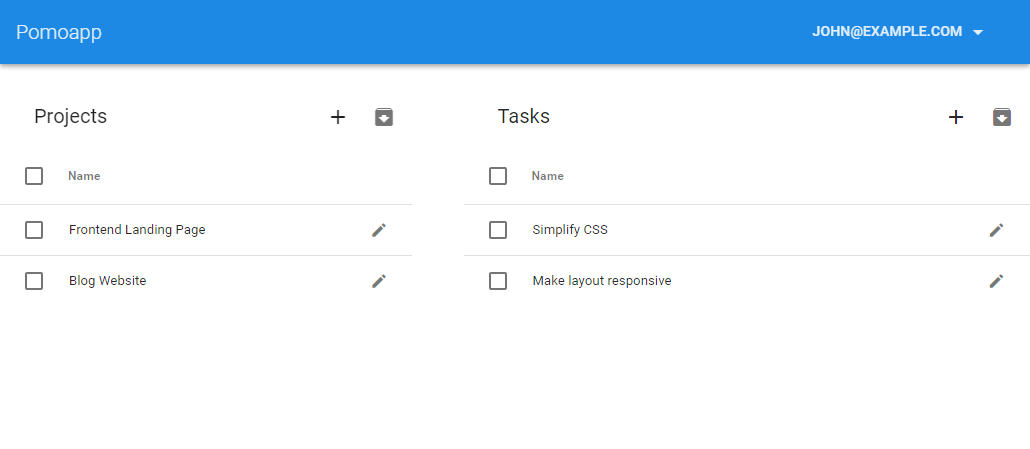 Pomoapp
JOHN@EXAMPLE.COM
Projects
Name
Frontend Landing Page
Blog Website
Tasks
Name
Simplify CSS
Make layout responsive